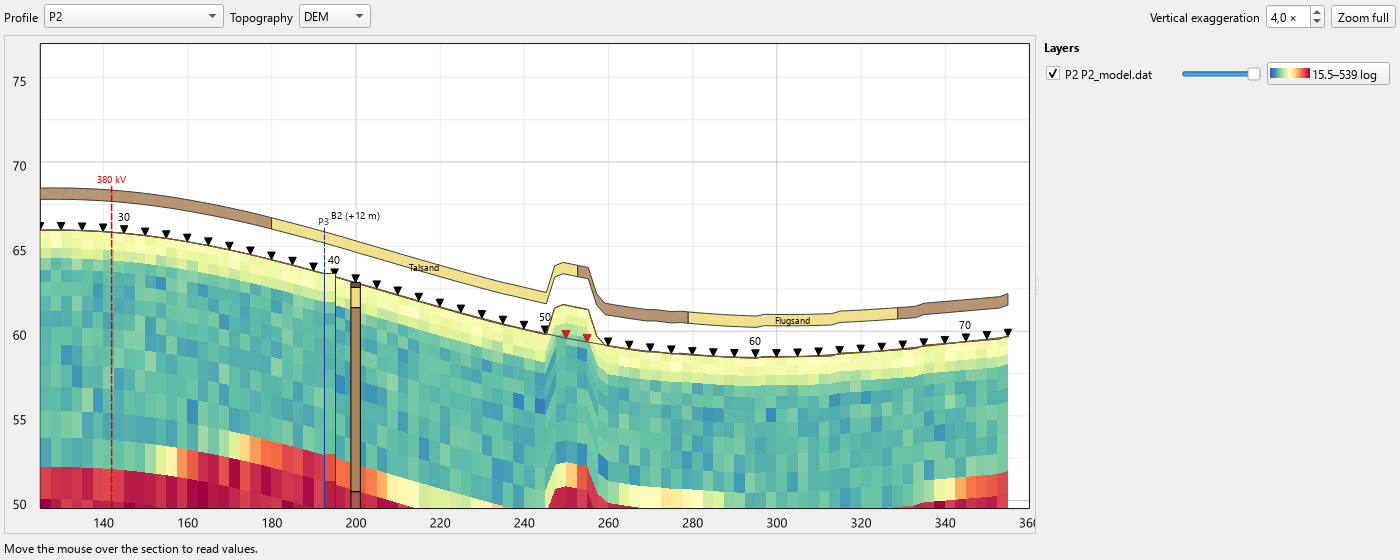 Profile P2 Topography DEM Vertical exaggeration 4,0 × Zoom full
Layers
P2 P2_model.dat 15.5–539 log
75
70
65
60
55
50
380 kV
30
P3
B2 (+12 m)
40
Talsand
50
60
Flugsand
70
140 160 180 200 220 240 260 280 300 320 340 360
Move the mouse over the section to read values.